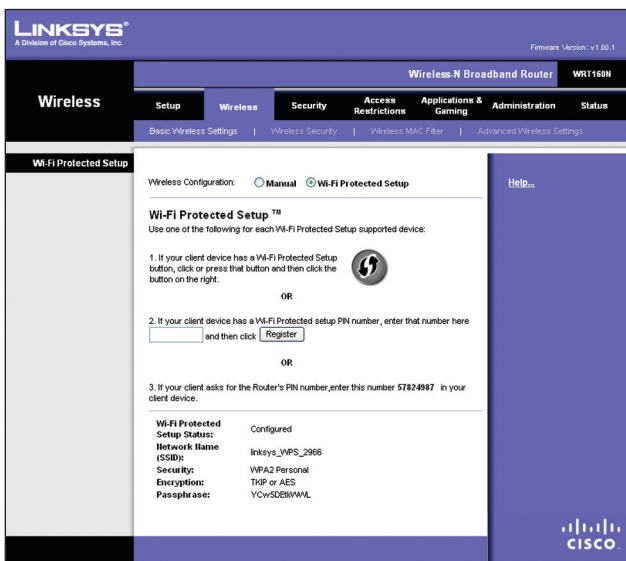 LINKSYS®
A Division of Cisco Systems, Inc.
Firmware Version: v1.00.1
Wireless-N Broadband Router WRT160N
Wireless
Setup Wireless Security Access Restrictions Applications & Gaming Administration Status
Basic Wireless Settings | Wireless Security | Wireless MAC Filter | Advanced Wireless Settings
Wi-Fi Protected Setup
Wireless Configuration: Manual Wi-Fi Protected Setup
Help...
Wi-Fi Protected Setup ™
Use one of the following for each Wi-Fi Protected Setup supported device:
1. If your client device has a Wi-Fi Protected Setup
button, click or press that button and then click the
button on the right.
OR
2. If your client device has a Wi-Fi Protected setup PIN number, enter that number here
and then click Register
OR
3. If your client asks for the Router's PIN number,enter this number 57824987 in your
client device.
Wi-Fi Protected
Setup Status: Configured
Network Name
(SSID): linksys_WPS_2966
Security: WPA2 Personal
Encryption: TKIP or AES
Passphrase:
CISCO.